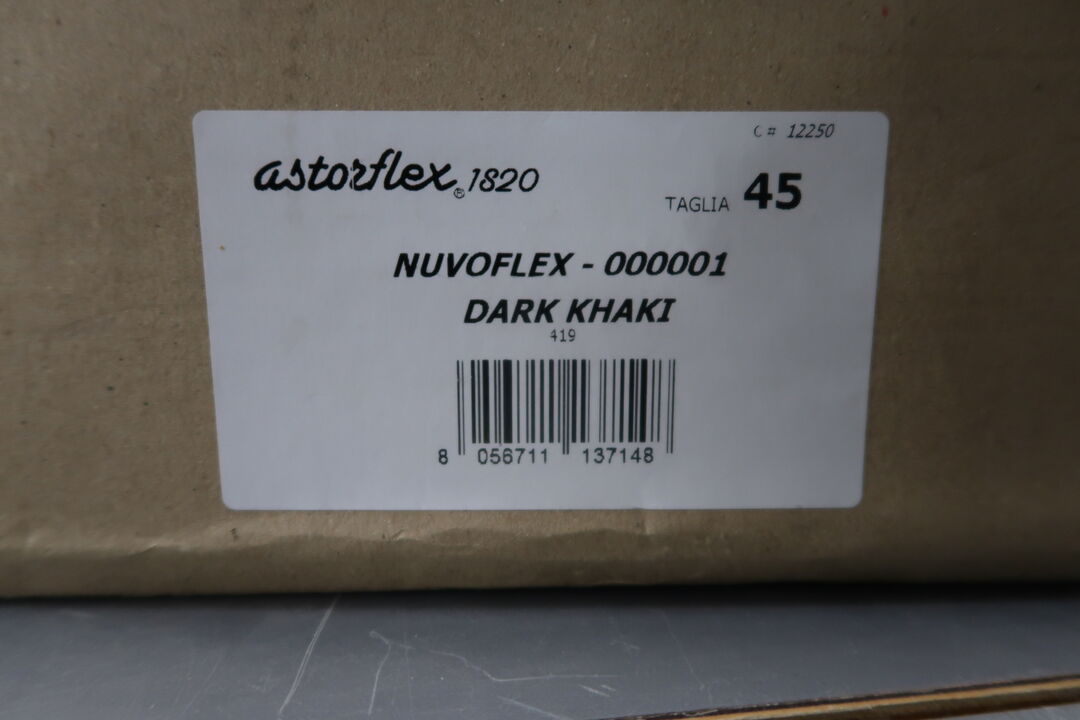 C# 12250
astorflex® 1820
TAGLIA 45
NUVOFLEX - 000001
DARK KHAKI
419
8 056711 137148